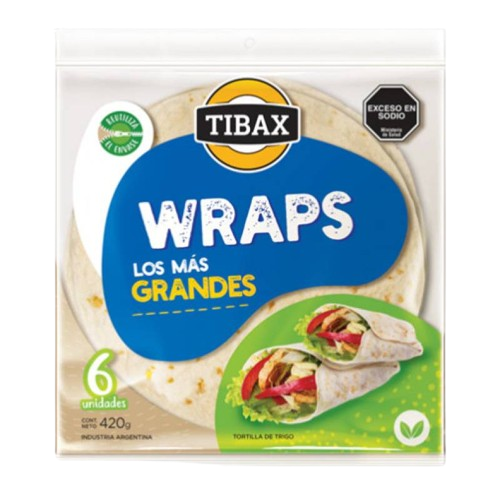 REUTILIZÁ
EL ENVASE
TIBAX
EXCESO EN
SODIO
Ministerio
de Salud
WRAPS
LOS MÁS
GRANDES
6
unidades
CONT.
NETO 420g
INDUSTRIA ARGENTINA
TORTILLA DE TRIGO